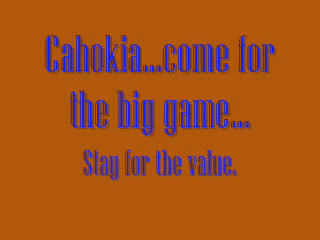 Cahokia...come for
the big game...
Stay for the value.